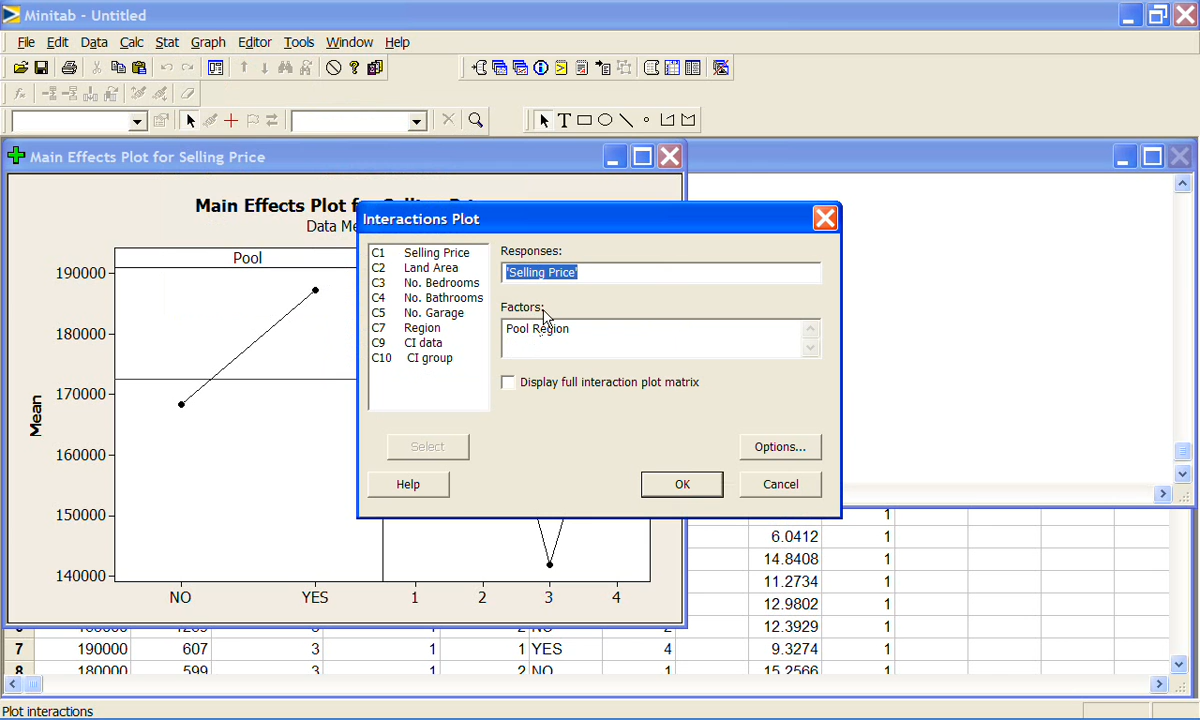 Minitab - Untitled
File Edit Data Calc Stat Graph Editor Tools Window Help
Main Effects Plot for Selling Price
Main Effects Plot f
Data Me
Pool
190000
180000
170000
160000
150000
140000
Mean
NO YES 1 2 3 4
Interactions Plot
C1 Selling Price
C2 Land Area
C3 No. Bedrooms
C4 No. Bathrooms
C5 No. Garage
C7 Region
C9 CI data
C10 CI group
Responses:
'Selling Price'
Factors:
Pool Region
Display full interaction plot matrix
Select
Options...
Help
OK
Cancel
1
6.0412 1
14.8408 1
11.2734 1
12.9802 1
12.3929 1
7 190000 607 3 1 1 YES 4 9.3274 1
8 180000 599 3 1 2 NO 1 15.2566 1
Plot interactions